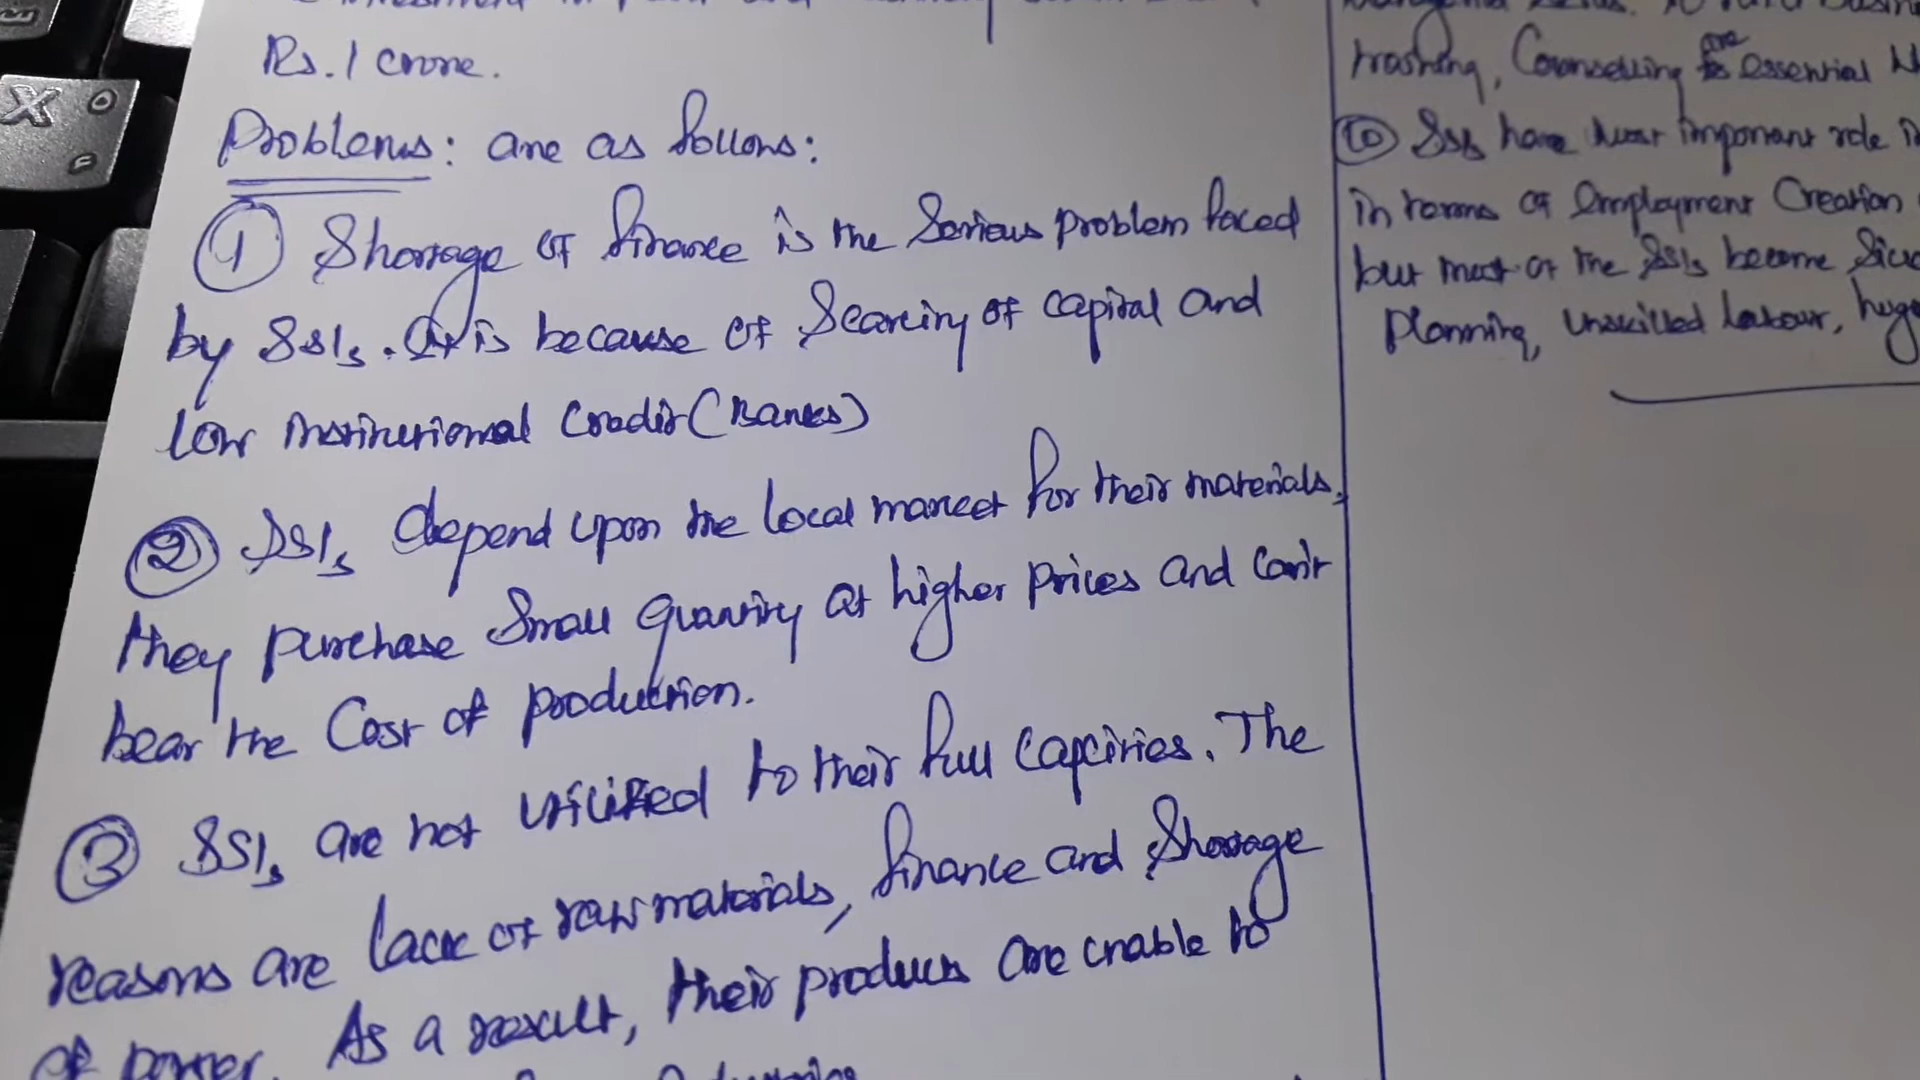 Rs. 1 crore.
Problems: are as follows:
① Shortage of finance is the Serious problem faced
by SSIs. It is because of Scarcity of capital and
low institutional Credit (Banks)
② SSIs depend upon the local market for their materials.
they purchase Small quantity at higher prices and can't
bear the Cost of production.
③ SSIs are not utilized to their full capcities. The
reasons are lack of raw materials, finance and Shortage
of power. As a result, their products are unable to
training, Counselling are essential
⑩ SSIs have most important role
in terms of employment Creation
but most of the SSIs become
planning, unskilled labour,